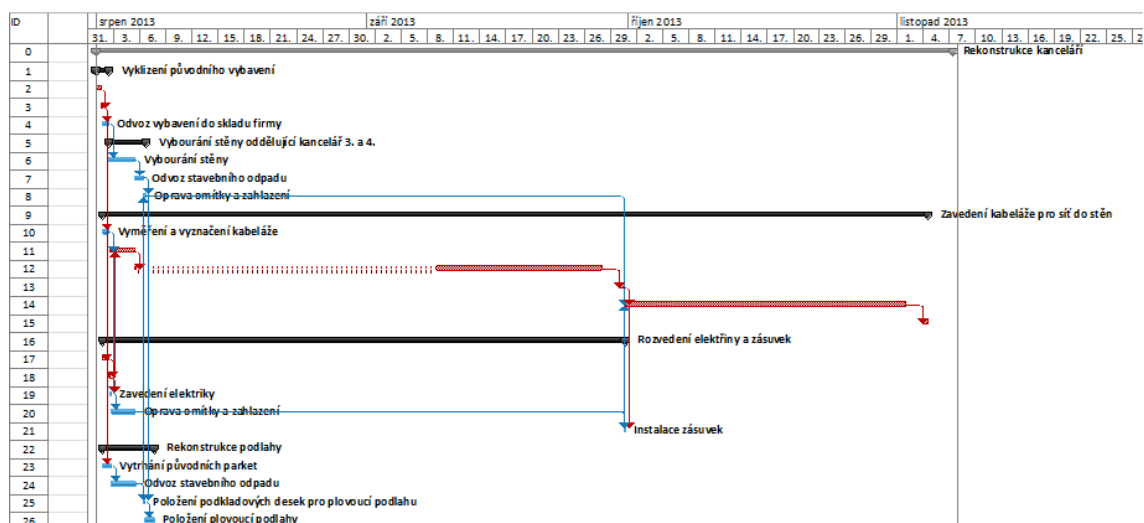 ID srpen 2013 září 2013 říjen 2013 listopad 2013
31. 3. 6. 9. 12. 15. 18. 21. 24. 27. 30. 2. 5. 8. 11. 14. 17. 20. 23. 26. 29. 2. 5. 8. 11. 14. 17. 20. 23. 26. 29. 1. 4. 7. 10. 13. 16. 19. 22. 25.
0 Rekonstrukce kanceláří
1 Vyklizení původního vybavení
2
3
4 Odvoz vybavení do skladu firmy
5 Vybourání stěny oddělující kancelář 3. a 4.
6 Vybourání stěny
7 Odvoz stavebního odpadu
8 Oprava omítky a zahlazení
9 Zavedení kabeláže pro síť do stěn
10 Vyměření a vyznačení kabeláže
11
12
13
14
15
16 Rozvedení elektřiny a zásuvek
17
18
19 Zavedení elektriky
20 Oprava omítky a zahlazení
21 Instalace zásuvek
22 Rekonstrukce podlahy
23 Vytrhání původních parket
24 Odvoz stavebního odpadu
25 Položení podkladových desek pro plovoucí podlahu
26 Položení plovoucí podlahy